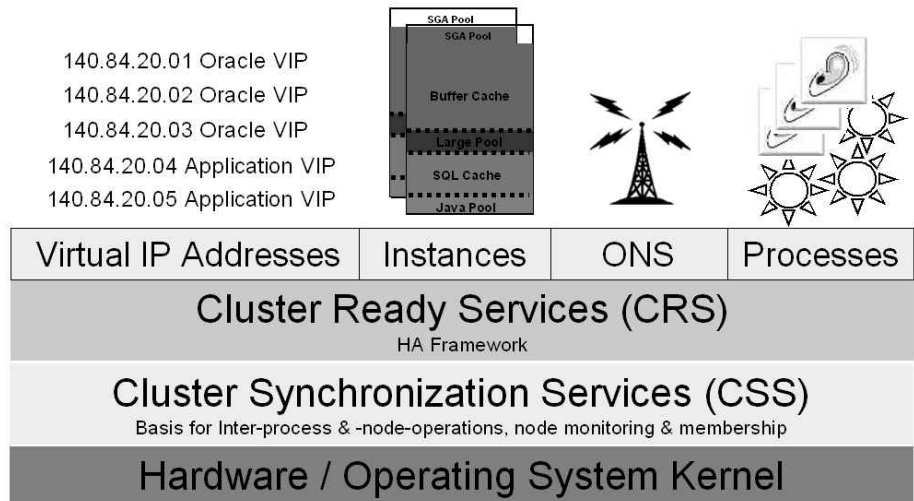 140.84.20.01 Oracle VIP
140.84.20.02 Oracle VIP
140.84.20.03 Oracle VIP
140.84.20.04 Application VIP
140.84.20.05 Application VIP
SGA Pool
SGA Pool
Buffer Cache
Large Pool
SQL Cache
Java Pool
Virtual IP Addresses
Instances
ONS
Processes
Cluster Ready Services (CRS)
HA Framework
Cluster Synchronization Services (CSS)
Basis for Inter-process & -node-operations, node monitoring & membership
Hardware / Operating System Kernel